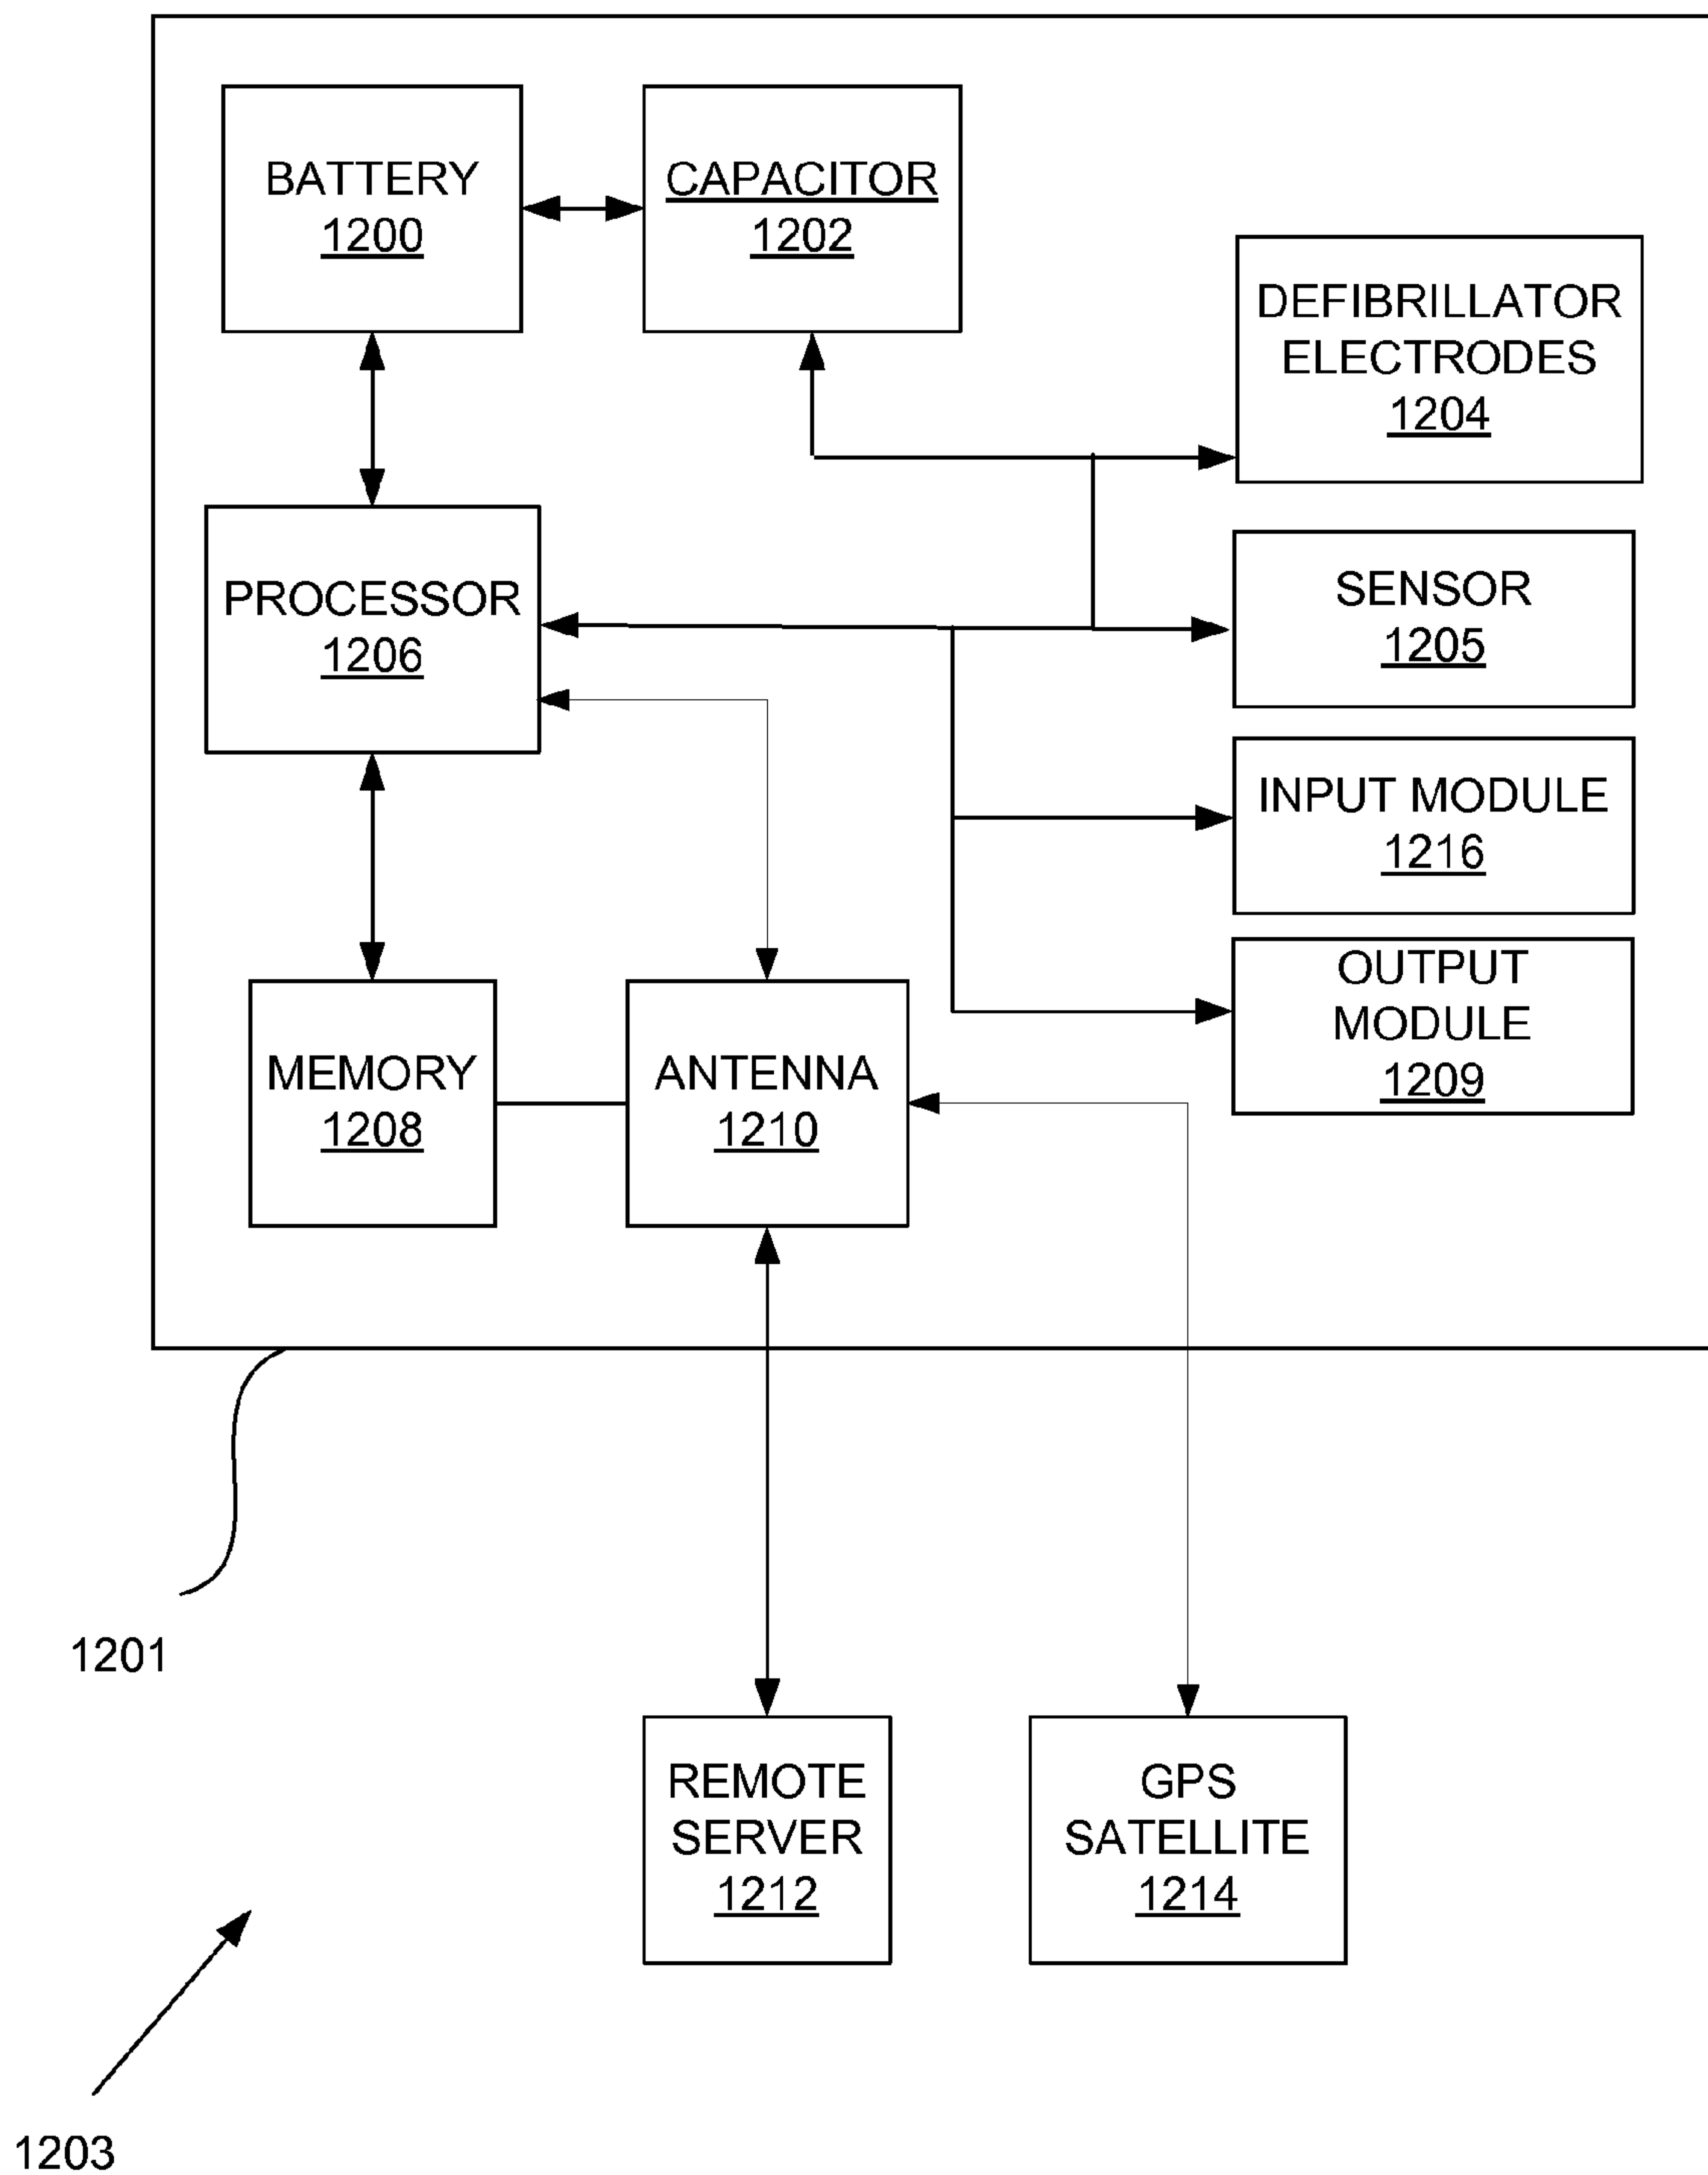 BATTERY
1200
CAPACITOR
1202
DEFIBRILLATOR
ELECTRODES
1204
PROCESSOR
1206
SENSOR
1205
INPUT MODULE
1216
OUTPUT
MODULE
1209
MEMORY
1208
ANTENNA
1210
1201
REMOTE
SERVER
1212
GPS
SATELLITE
1214
1203